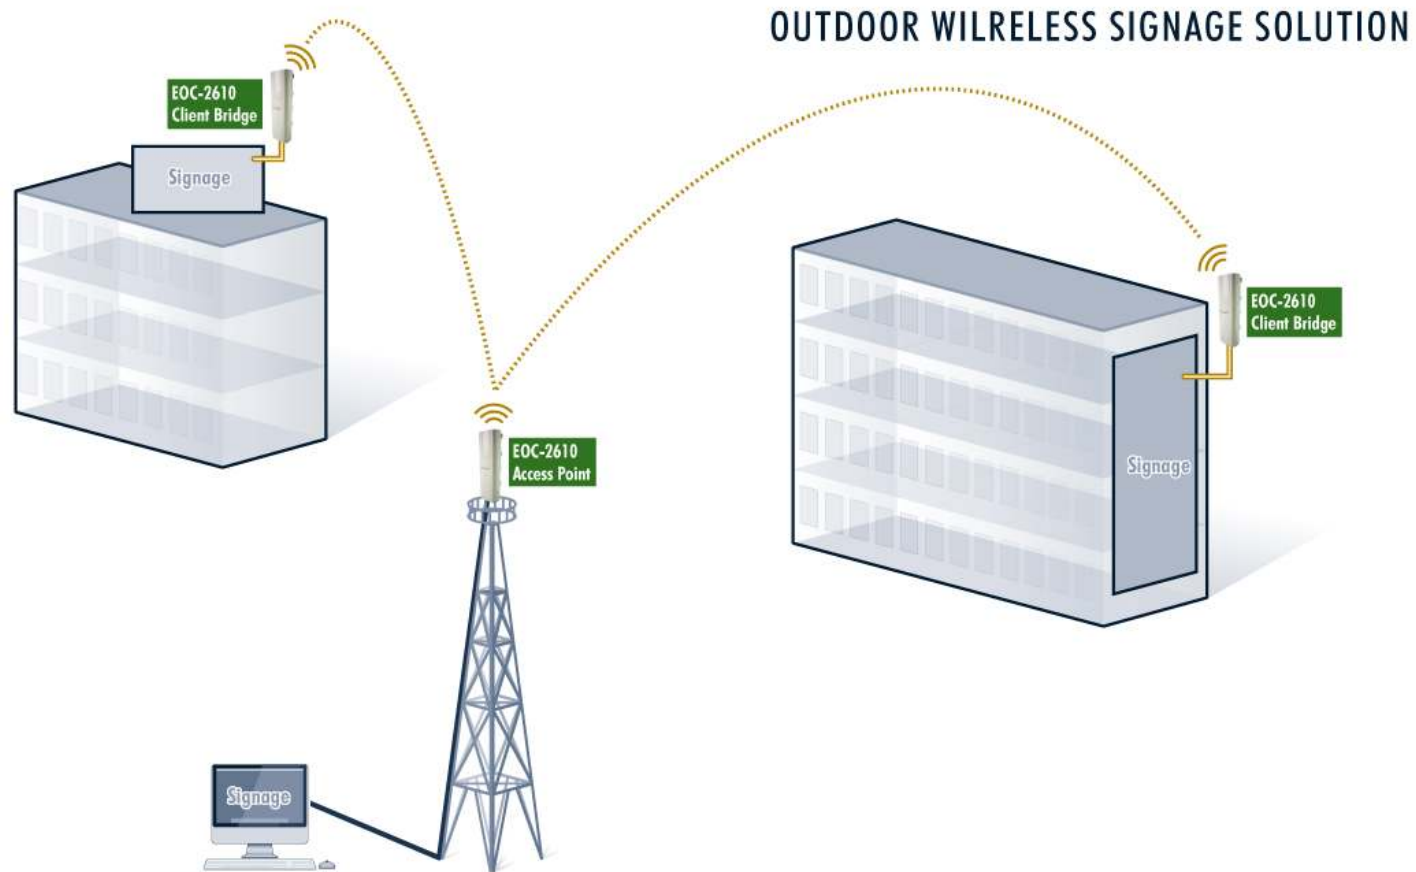 OUTDOOR WILRELESS SIGNAGE SOLUTION
EOC-2610
Client Bridge
Signage
EOC-2610
Client Bridge
Signage
EOC-2610
Access Point
Signage